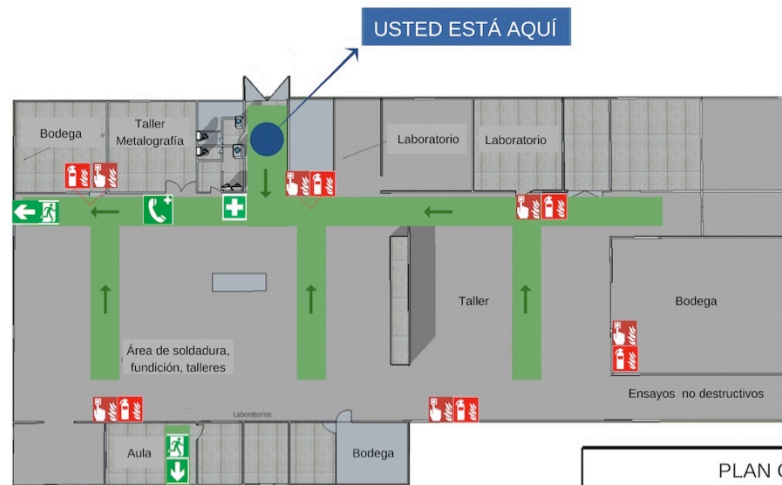 USTED ESTÁ AQUÍ
Bodega
Taller
Metalografía
Laboratorio
Laboratorio
Taller
Bodega
Área de soldadura,
fundición, talleres
Ensayos no destructivos
Laboratorios
Aula
Bodega
PLAN